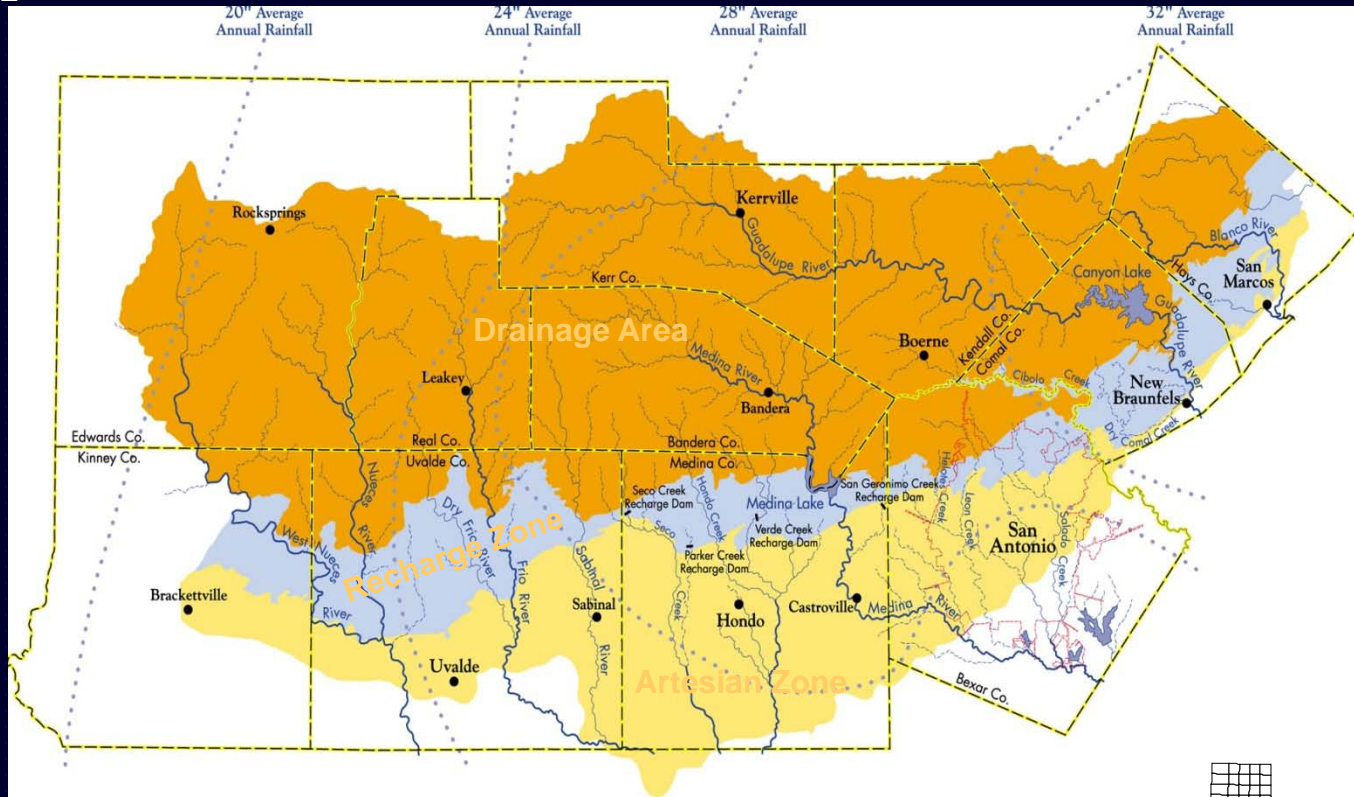 20" Average
Annual Rainfall
24" Average
Annual Rainfall
28" Average
Annual Rainfall
32" Average
Annual Rainfall
Rocksprings
Kerrville
Guadalupe River
Blanco River
Kerr Co.
Canyon Lake
Hays Co.
San
Marcos
Drainage Area
Guadalupe River
Boerne
Kendall Co.
Comal Co.
Medina River
Leakey
Bandera
Cibolo Creek
New
Braunfels
Dry Comal Creek
Edwards Co.
Kinney Co.
Real Co.
Uvalde Co.
Bandera Co.
Medina Co.
Nueces River
Dry Frio River
Seco Creek
Recharge Dam
Hondo Creek
Medina Lake
San Geronimo Creek
Recharge Dam
Helotes Creek
Leon Creek
Salado Creek
San
Antonio
West Nueces River
Recharge Zone
Frio River
Sabinal River
Seco Creek
Verde Creek
Recharge Dam
Parker Creek
Recharge Dam
Brackettville
Sabinal
Hondo
Castroville
Medina River
Uvalde
Artesian Zone
Bexar Co.